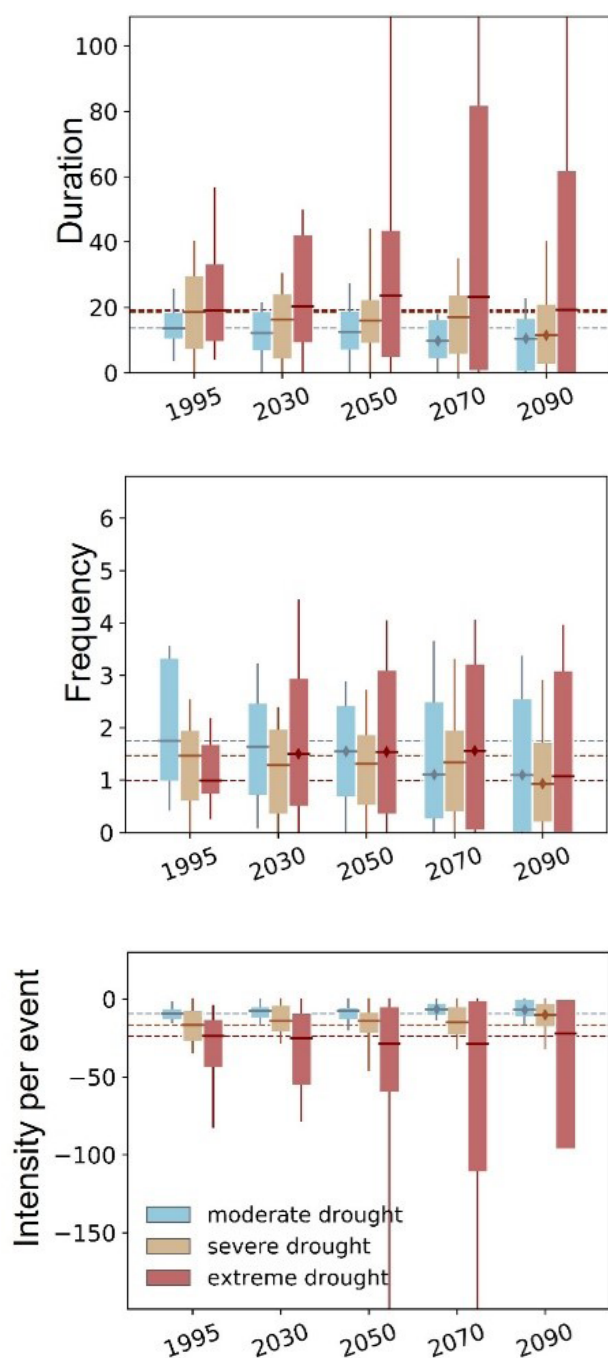 Duration
100
80
60
40
20
0
1995 2030 2050 2070 2090
Frequency
6
5
4
3
2
1
0
1995 2030 2050 2070 2090
Intensity per event
0
−50
−100
−150
moderate drought
severe drought
extreme drought
1995 2030 2050 2070 2090